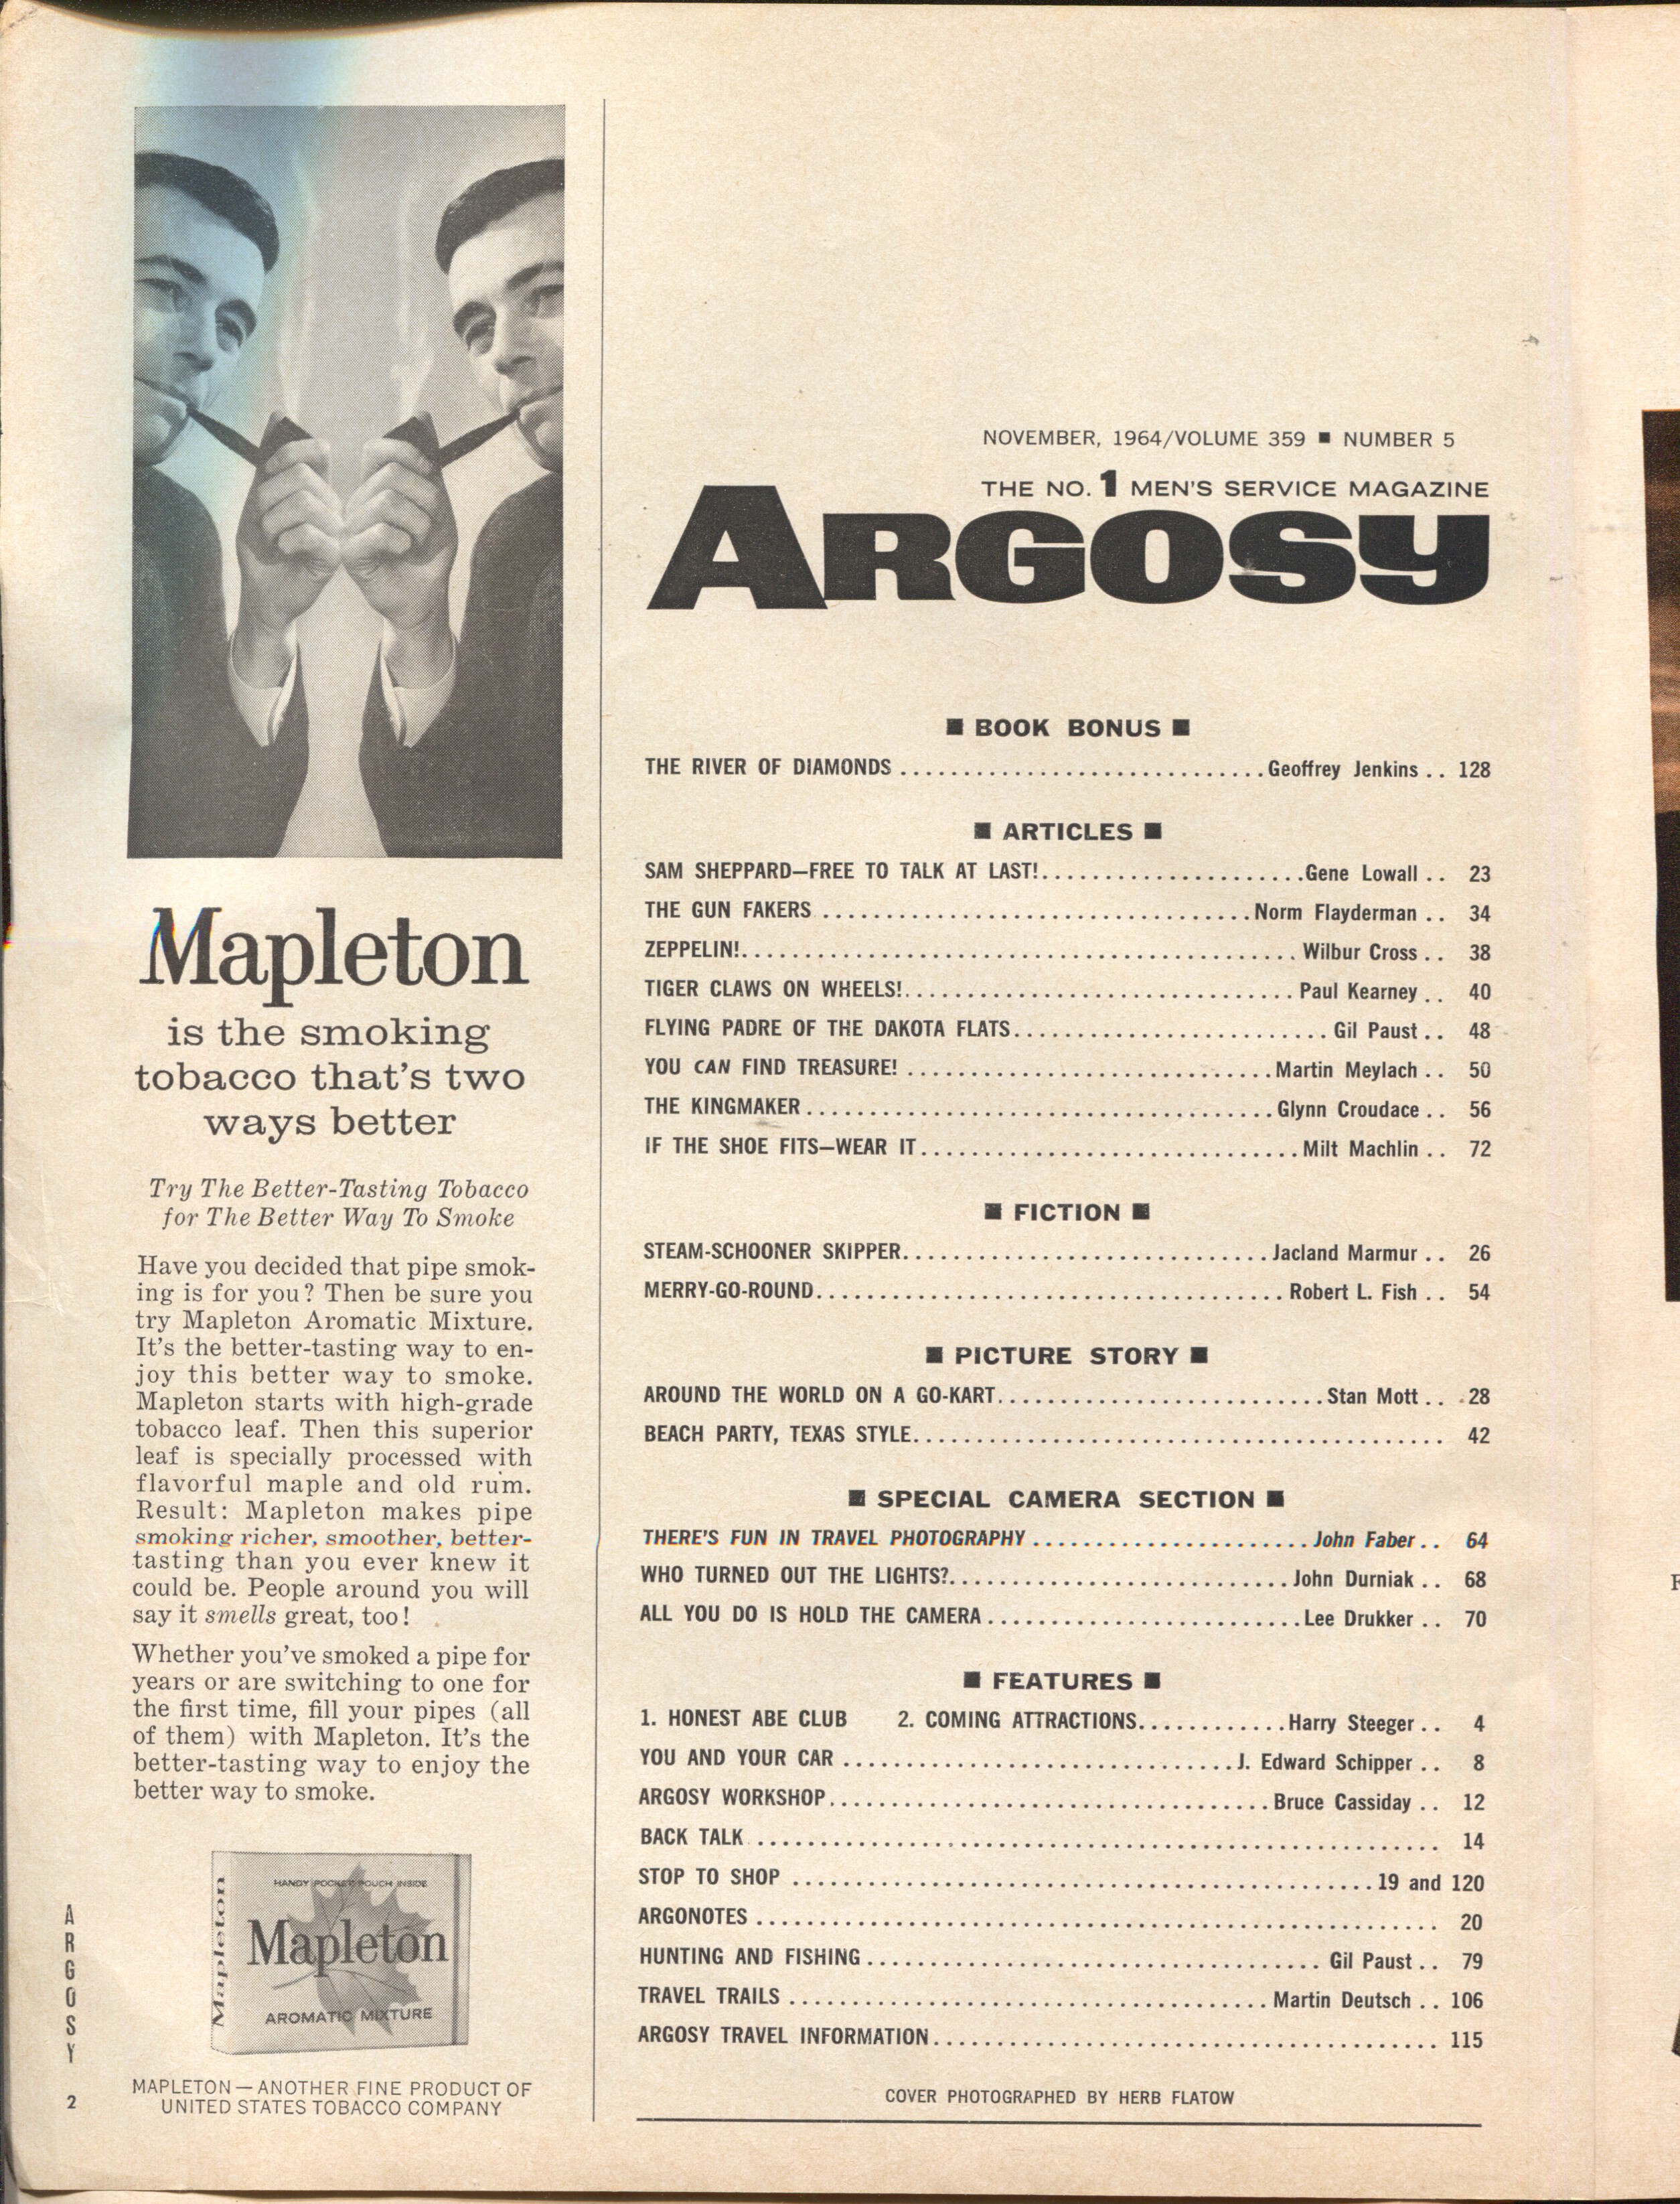 Mapleton
is the smoking
tobacco that's two
ways better
Try The Better-Tasting Tobacco
for The Better Way To Smoke
Have you decided that pipe smok-
ing is for you? Then be sure you
try Mapleton Aromatic Mixture.
It's the better-tasting way to en-
joy this better way to smoke.
Mapleton starts with high-grade
tobacco leaf. Then this superior
leaf is specially processed with
flavorful maple and old rum.
Result: Mapleton makes pipe
smoking richer, smoother, better-
tasting than you ever knew it
could be. People around you will
say it smells great, too!
Whether you've smoked a pipe for
years or are switching to one for
the first time, fill your pipes (all
of them) with Mapleton. It's the
better-tasting way to enjoy the
better way to smoke.
Mapleton
HANDY POCKET POUCH INSIDE
Mapleton
AROMATIC MIXTURE
MAPLETON — ANOTHER FINE PRODUCT OF
UNITED STATES TOBACCO COMPANY
ARGOSY
2
NOVEMBER, 1964/VOLUME 359 ■ NUMBER 5
THE NO. 1 MEN'S SERVICE MAGAZINE
ARGOSY
■ BOOK BONUS ■
THE RIVER OF DIAMONDS ............................. Geoffrey Jenkins .. 128
■ ARTICLES ■
SAM SHEPPARD—FREE TO TALK AT LAST!..................... Gene Lowall .. 23
THE GUN FAKERS .................................. Norm Flayderman .. 34
ZEPPELIN!............................................ Wilbur Cross .. 38
TIGER CLAWS ON WHEELS!............................... Paul Kearney .. 40
FLYING PADRE OF THE DAKOTA FLATS......................... Gil Paust .. 48
YOU CAN FIND TREASURE! ............................. Martin Meylach .. 50
THE KINGMAKER..................................... Glynn Croudace .. 56
IF THE SHOE FITS—WEAR IT.............................. Milt Machlin .. 72
■ FICTION ■
STEAM-SCHOONER SKIPPER............................. Jacland Marmur .. 26
MERRY-GO-ROUND..................................... Robert L. Fish .. 54
■ PICTURE STORY ■
AROUND THE WORLD ON A GO-KART.......................... Stan Mott .. 28
BEACH PARTY, TEXAS STYLE.......................................... 42
■ SPECIAL CAMERA SECTION ■
THERE'S FUN IN TRAVEL PHOTOGRAPHY ...................... John Faber .. 64
WHO TURNED OUT THE LIGHTS?........................... John Durniak .. 68
ALL YOU DO IS HOLD THE CAMERA......................... Lee Drukker .. 70
■ FEATURES ■
1. HONEST ABE CLUB 2. COMING ATTRACTIONS............ Harry Steeger .. 4
YOU AND YOUR CAR ............................... J. Edward Schipper .. 8
ARGOSY WORKSHOP................................... Bruce Cassiday .. 12
BACK TALK ...................................................... 14
STOP TO SHOP .............................................. 19 and 120
ARGONOTES ...................................................... 20
HUNTING AND FISHING.................................... Gil Paust .. 79
TRAVEL TRAILS ...................................... Martin Deutsch .. 106
ARGOSY TRAVEL INFORMATION........................................ 115
COVER PHOTOGRAPHED BY HERB FLATOW